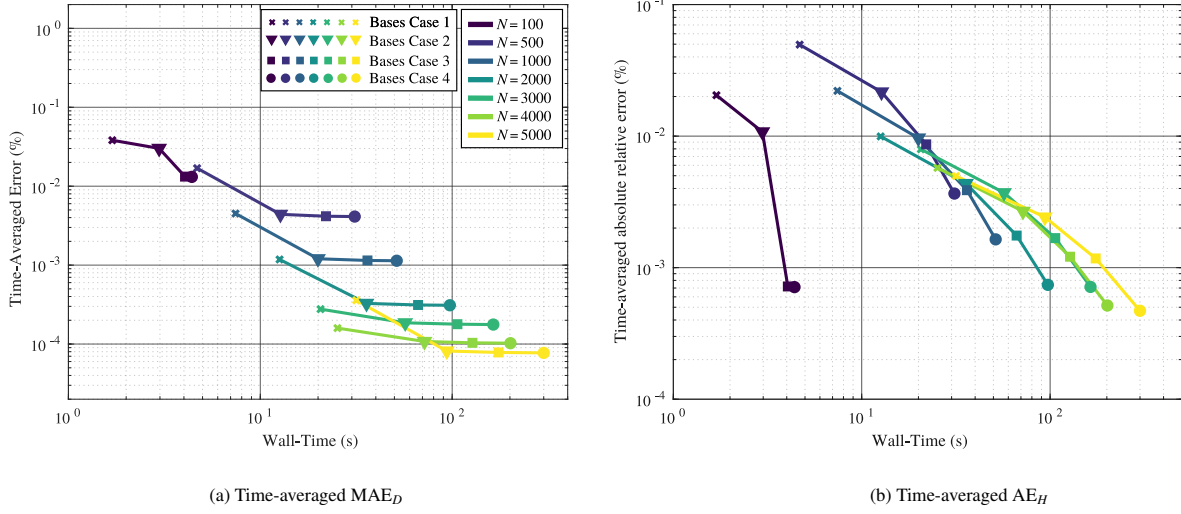 10^0
10^-1
10^-2
10^-3
10^-4
Time-Averaged Error (%)
Bases Case 1
Bases Case 2
Bases Case 3
Bases Case 4
N = 100
N = 500
N = 1000
N = 2000
N = 3000
N = 4000
N = 5000
10^0 10^1 10^2
Wall-Time (s)
(a) Time-averaged MAE_D
10^-1
10^-2
10^-3
10^-4
Time-averaged absolute relative error (%)
10^0 10^1 10^2
Wall-Time (s)
(b) Time-averaged AE_H